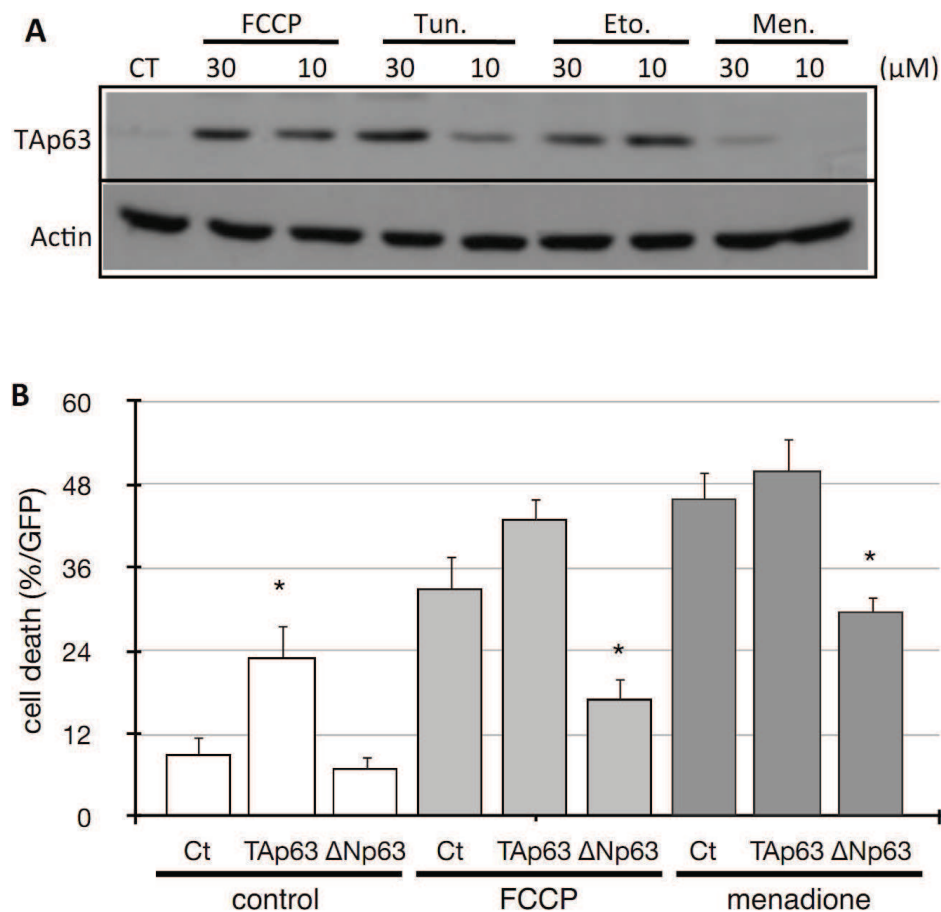 A
FCCP Tun. Eto. Men.
CT 30 10 30 10 30 10 30 10 (μM)
TAp63
Actin
B
cell death (%/GFP)
60
48
36
24
12
0
*
*
*
Ct TAp63 ΔNp63 Ct TAp63 ΔNp63 Ct TAp63 ΔNp63
control FCCP menadione